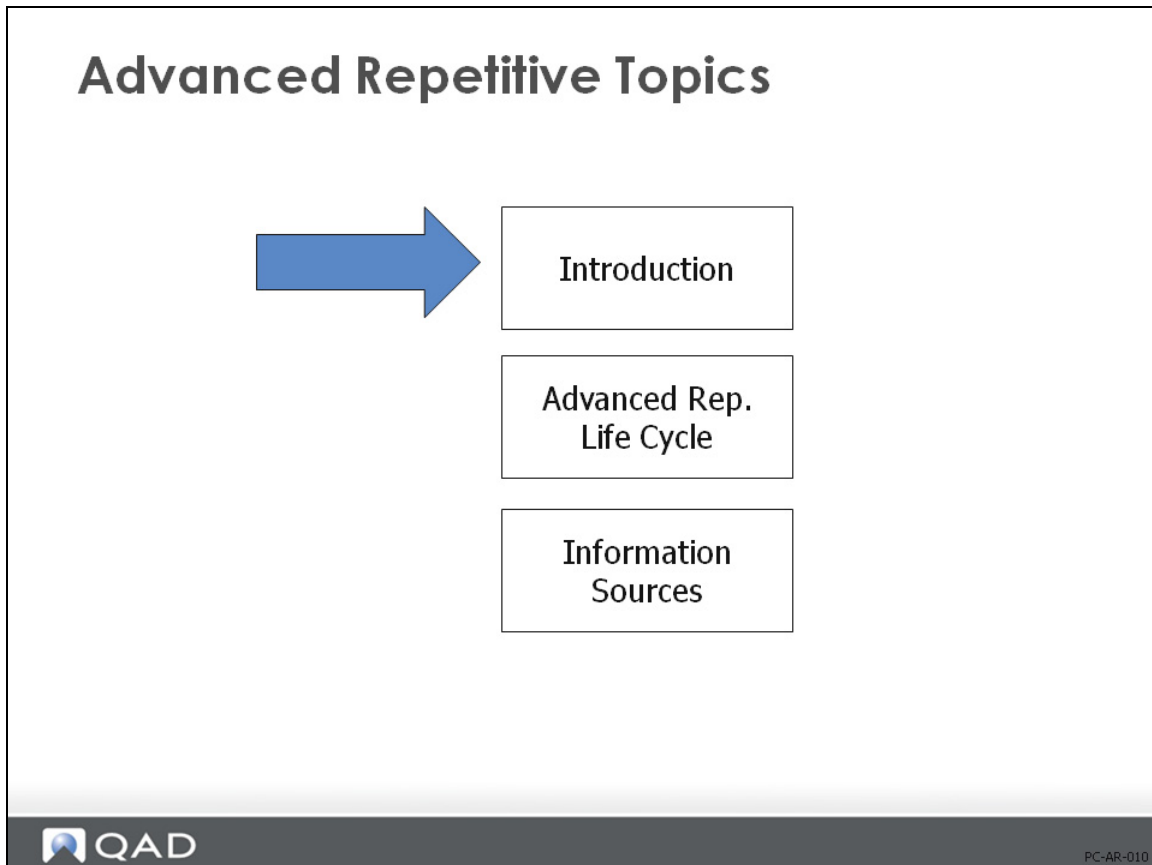 Advanced Repetitive Topics
Introduction
Advanced Rep.
Life Cycle
Information
Sources
QAD
PC-AR-010